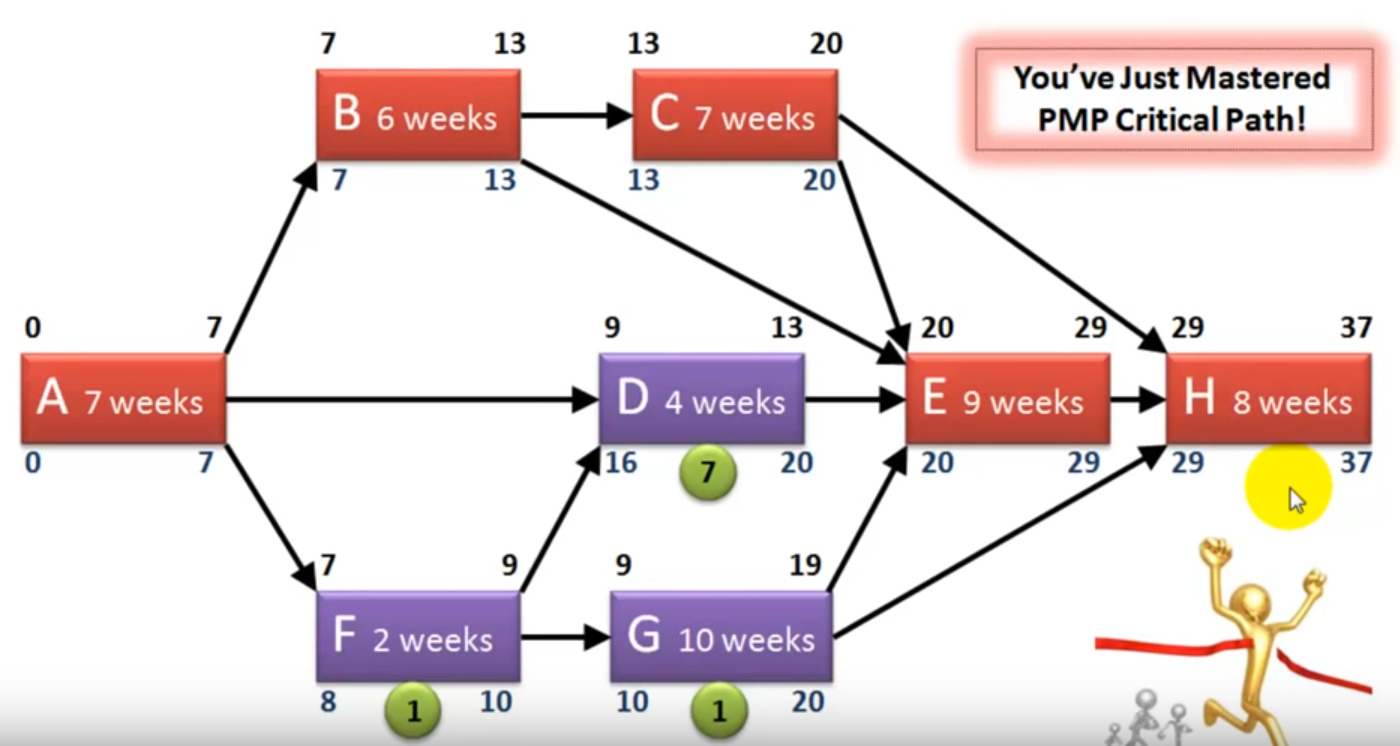 7 13 13 20
You've Just Mastered
PMP Critical Path!
B 6 weeks
C 7 weeks
7 13 13 20
0 7 9 13 20 29 29 37
A 7 weeks
D 4 weeks
E 9 weeks
H 8 weeks
0 7 16 7 20 20 29 29 37
7 9 9 19
F 2 weeks
G 10 weeks
8 1 10 10 1 20